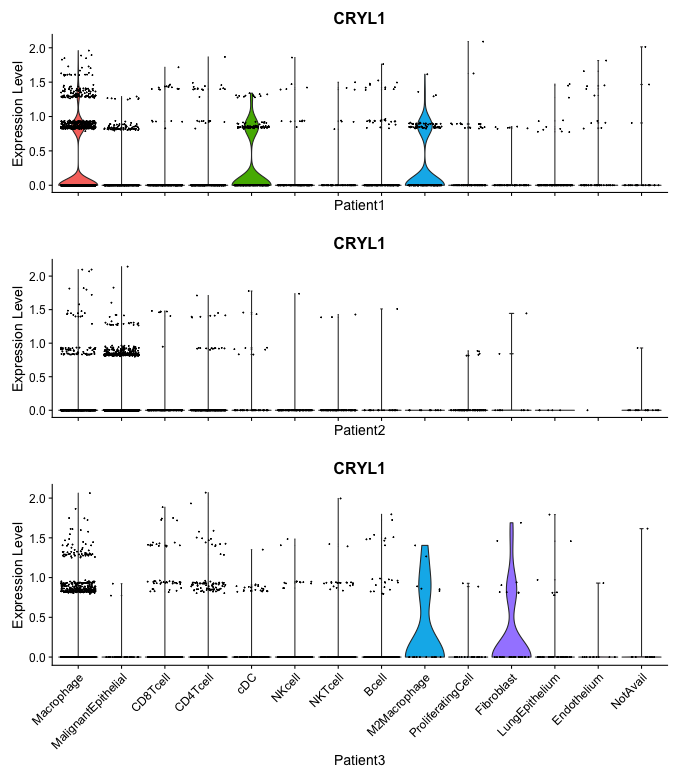 CRYL1
Expression Level
2.0
1.5
1.0
0.5
0.0
Patient1
CRYL1
Expression Level
2.0
1.5
1.0
0.5
0.0
Patient2
CRYL1
Expression Level
2.0
1.5
1.0
0.5
0.0
Macrophage
MalignantEpithelial
CD8Tcell
CD4Tcell
cDC
NKcell
NKTcell
Bcell
M2Macrophage
ProliferatingCell
Fibroblast
LungEpithelium
Endothelium
NotAvail
Patient3